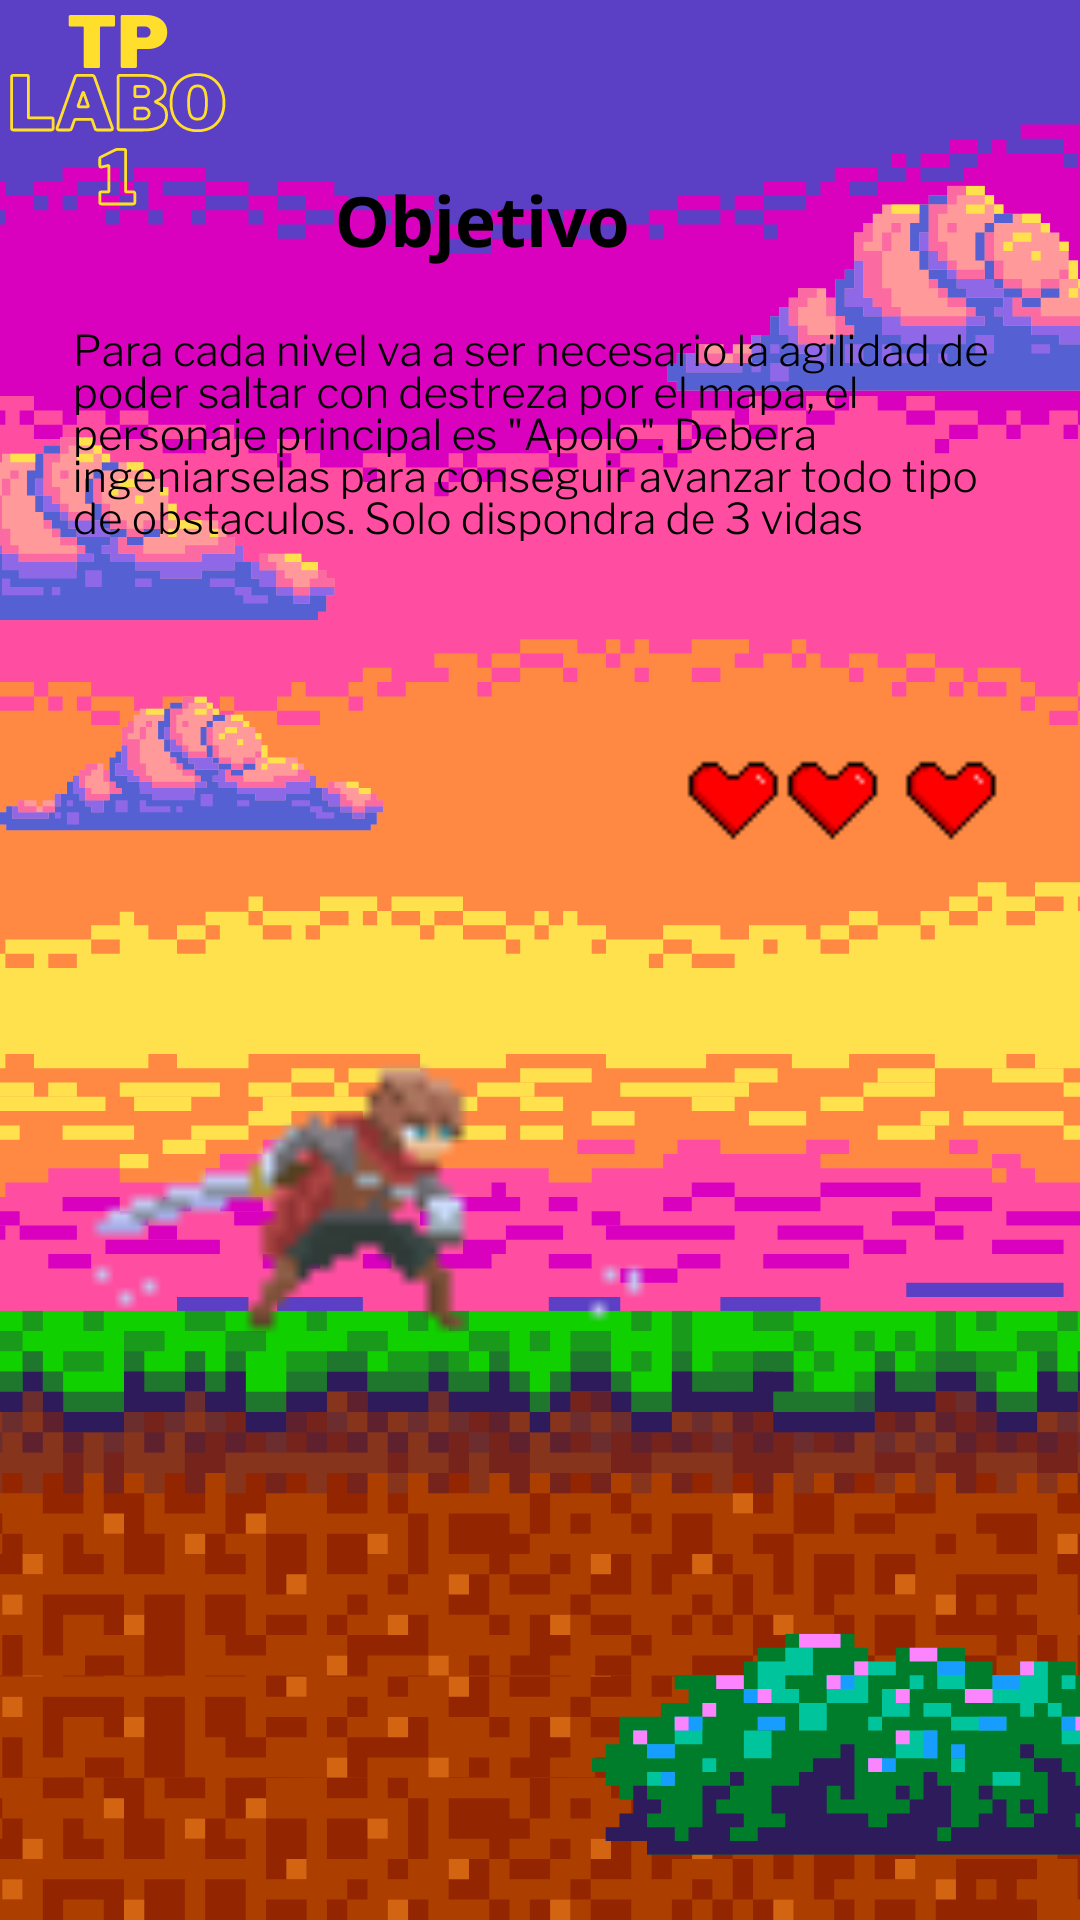 TP
LABO
1
Objetivo
Para cada nivel va a ser necesario la agilidad de
poder saltar con destreza por el mapa, el
personaje principal es "Apolo". Debera
ingeniarselas para conseguir avanzar todo tipo
de obstaculos. Solo dispondra de 3 vidas